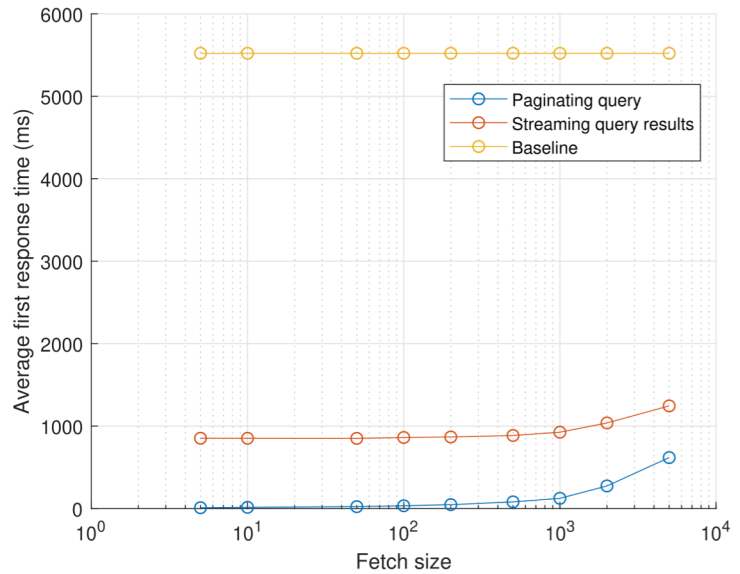 6000
5000
4000
3000
2000
1000
0
Average first response time (ms)
Paginating query
Streaming query results
Baseline
10^0
10^1
10^2
10^3
10^4
Fetch size